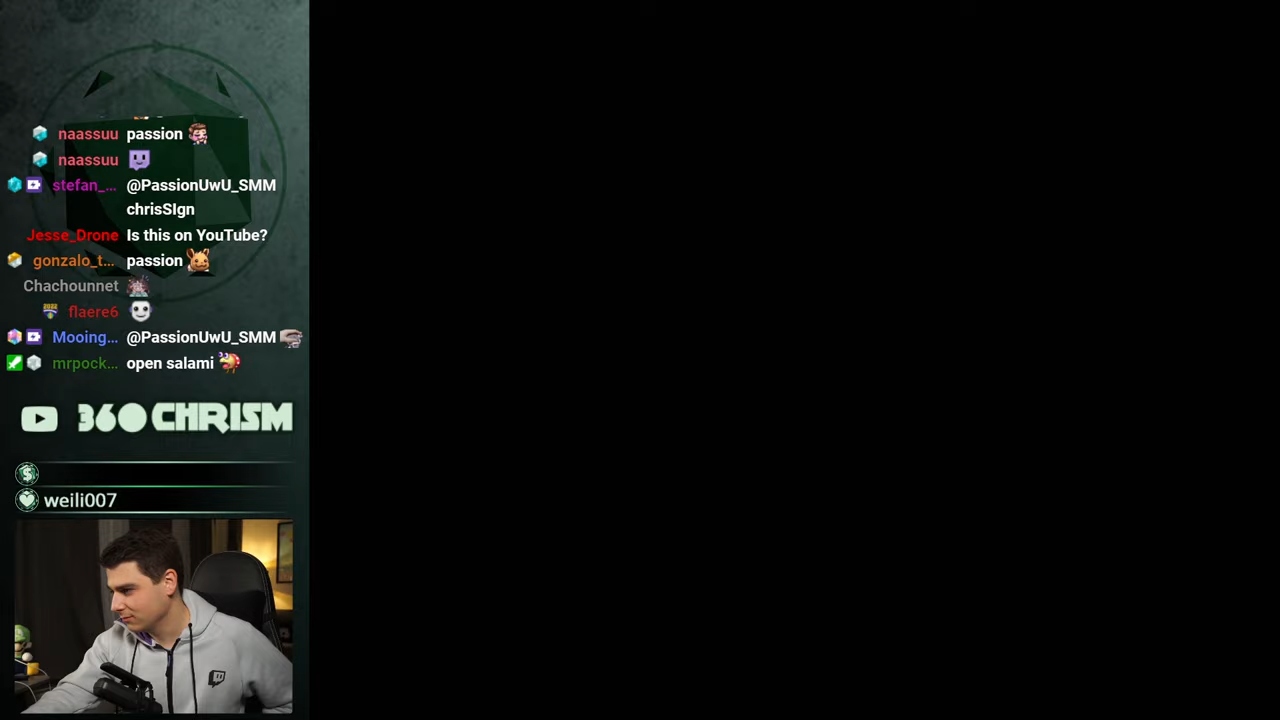 naassuu passion
naassuu
stefan_... @PassionUwU_SMM
chrisSIgn
Jesse_Drone Is this on YouTube?
gonzalo_t... passion
Chachounnet
flaere6
Mooing... @PassionUwU_SMM
mrpock... open salami
360 CHRISM
weili007